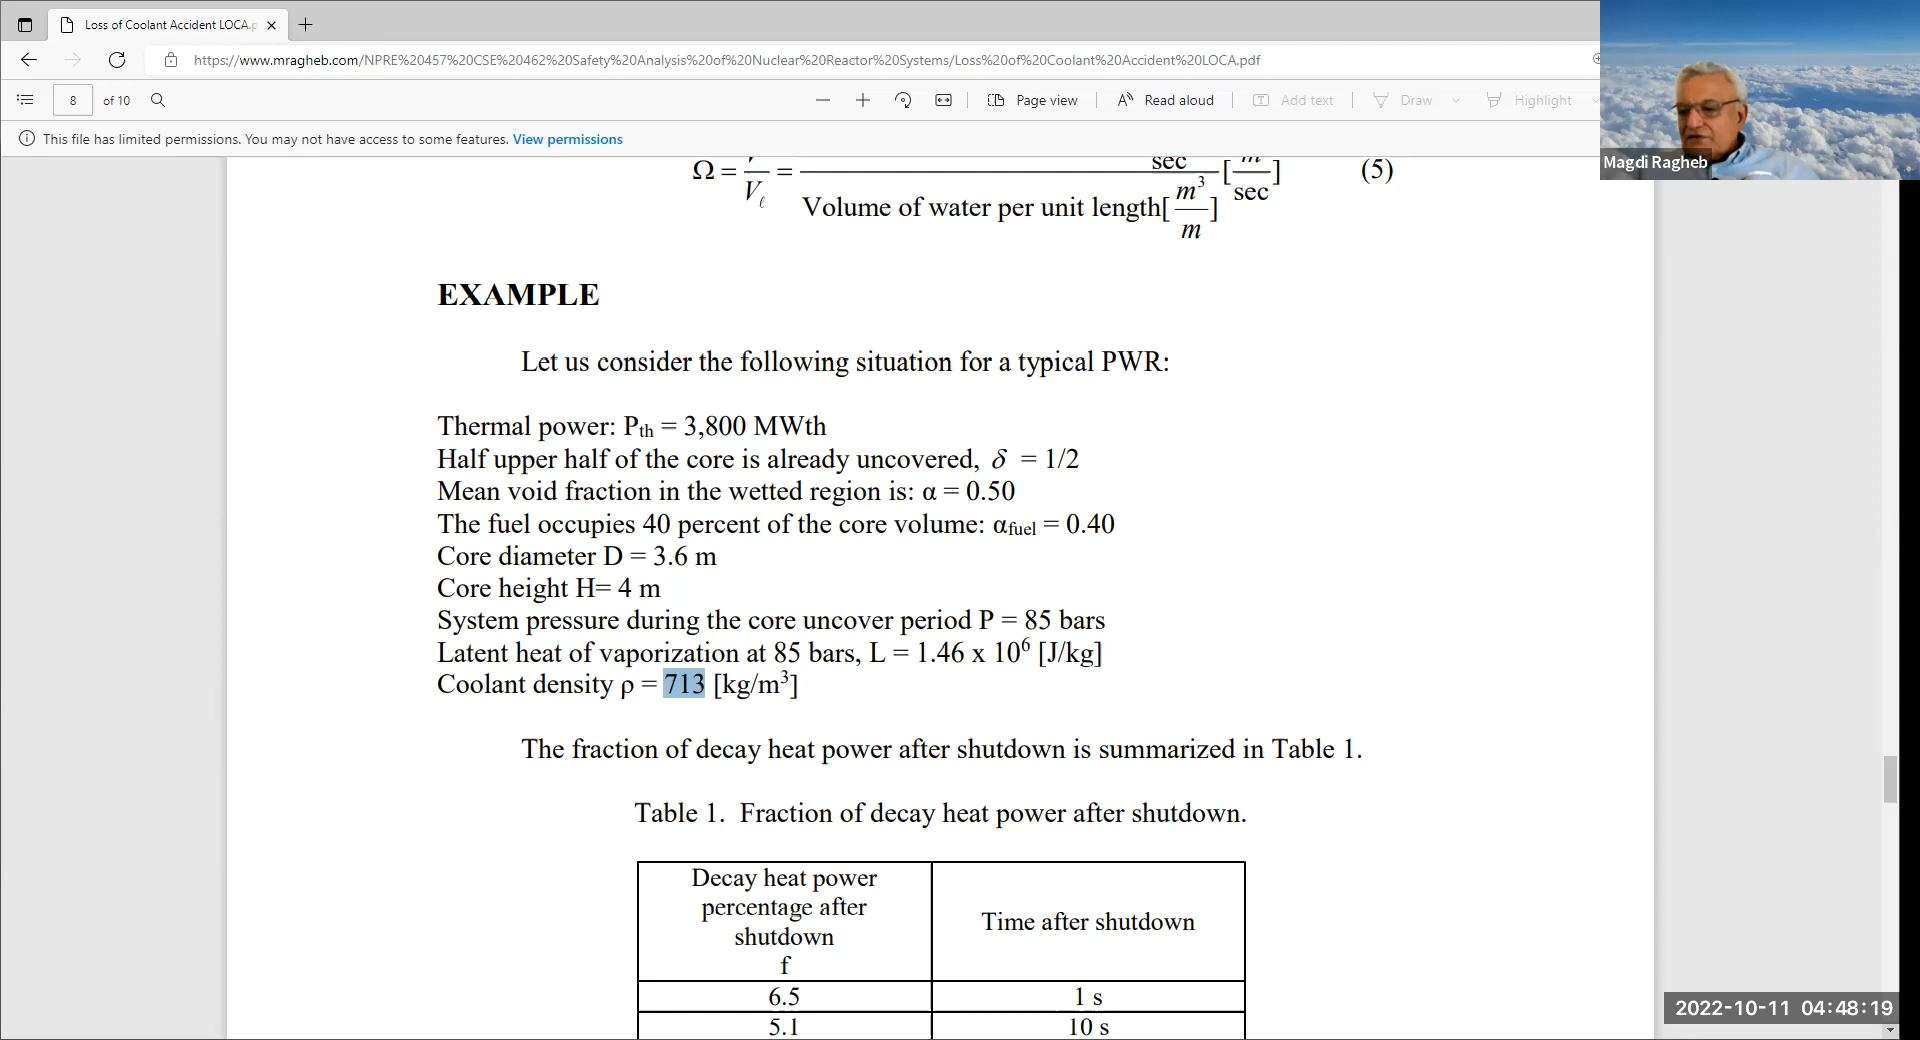 Loss of Coolant Accident LOCA.p
https://www.mragheb.com/NPRE%20457%20CSE%20462%20Safety%20Analysis%20of%20Nuclear%20Reactor%20Systems/Loss%20of%20Coolant%20Accident%20LOCA.pdf
8 of 10 Page view Read aloud Add text Draw Highlight
This file has limited permissions. You may not have access to some features. View permissions
Magdi Ragheb
sec
Ω = V_ℓ = Volume of water per unit length[m³/m] [m/sec] (5)
EXAMPLE
Let us consider the following situation for a typical PWR:
Thermal power: Pth = 3,800 MWth
Half upper half of the core is already uncovered, δ = 1/2
Mean void fraction in the wetted region is: α = 0.50
The fuel occupies 40 percent of the core volume: αfuel = 0.40
Core diameter D = 3.6 m
Core height H= 4 m
System pressure during the core uncover period P = 85 bars
Latent heat of vaporization at 85 bars, L = 1.46 x 10⁶ [J/kg]
Coolant density ρ = 713 [kg/m³]
The fraction of decay heat power after shutdown is summarized in Table 1.
Table 1. Fraction of decay heat power after shutdown.
Decay heat power
percentage after
shutdown
f
Time after shutdown
6.5 1 s
5.1 10 s
2022-10-11 04:48:19